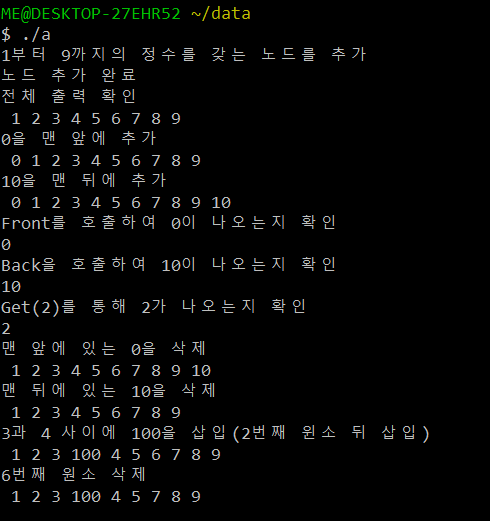 ME@DESKTOP-27EHR52 ~/data
$ ./a
1부터 9까지의 정수를 갖는 노드를 추가
노드 추가 완료
전체 출력 확인
1 2 3 4 5 6 7 8 9
0을 맨 앞에 추가
0 1 2 3 4 5 6 7 8 9
10을 맨 뒤에 추가
0 1 2 3 4 5 6 7 8 9 10
Front를 호출하여 0이 나오는지 확인
0
Back을 호출하여 10이 나오는지 확인
10
Get(2)를 통해 2가 나오는지 확인
2
맨 앞에 있는 0을 삭제
1 2 3 4 5 6 7 8 9 10
맨 뒤에 있는 10을 삭제
1 2 3 4 5 6 7 8 9
3과 4 사이에 100을 삽입(2번째 원소 뒤 삽입)
1 2 3 100 4 5 6 7 8 9
6번째 원소 삭제
1 2 3 100 4 5 7 8 9